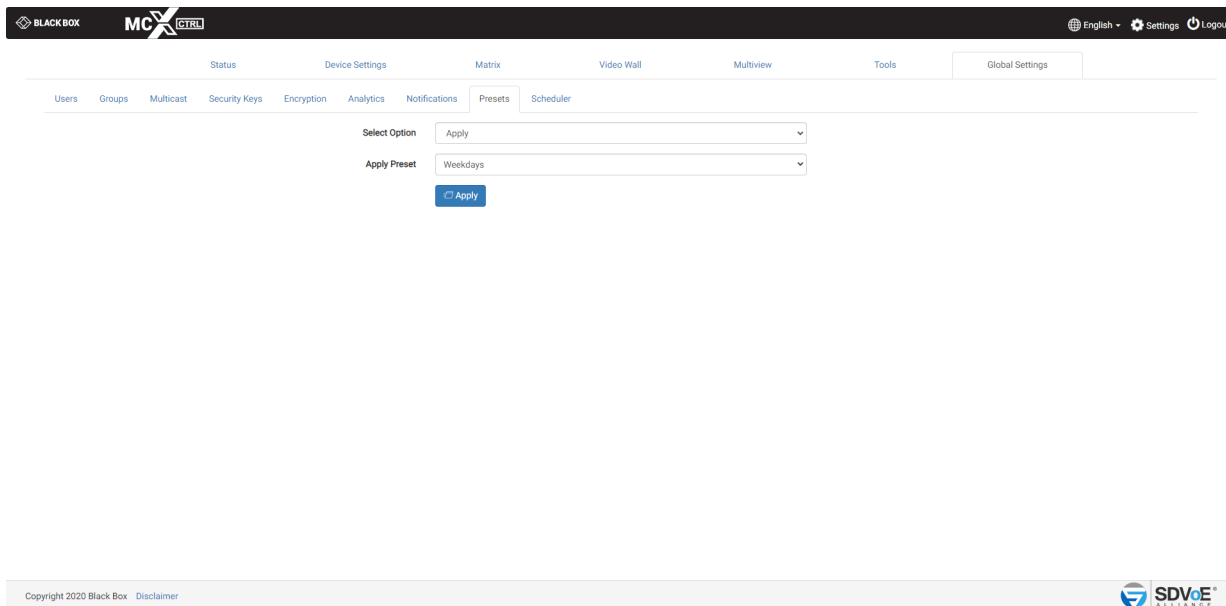 BLACK BOX MCX CTRL English Settings Logou
Status Device Settings Matrix Video Wall Multiview Tools Global Settings
Users Groups Multicast Security Keys Encryption Analytics Notifications Presets Scheduler
Select Option Apply
Apply Preset Weekdays
Apply
Copyright 2020 Black Box Disclaimer SDVoE®
ALLIANCE